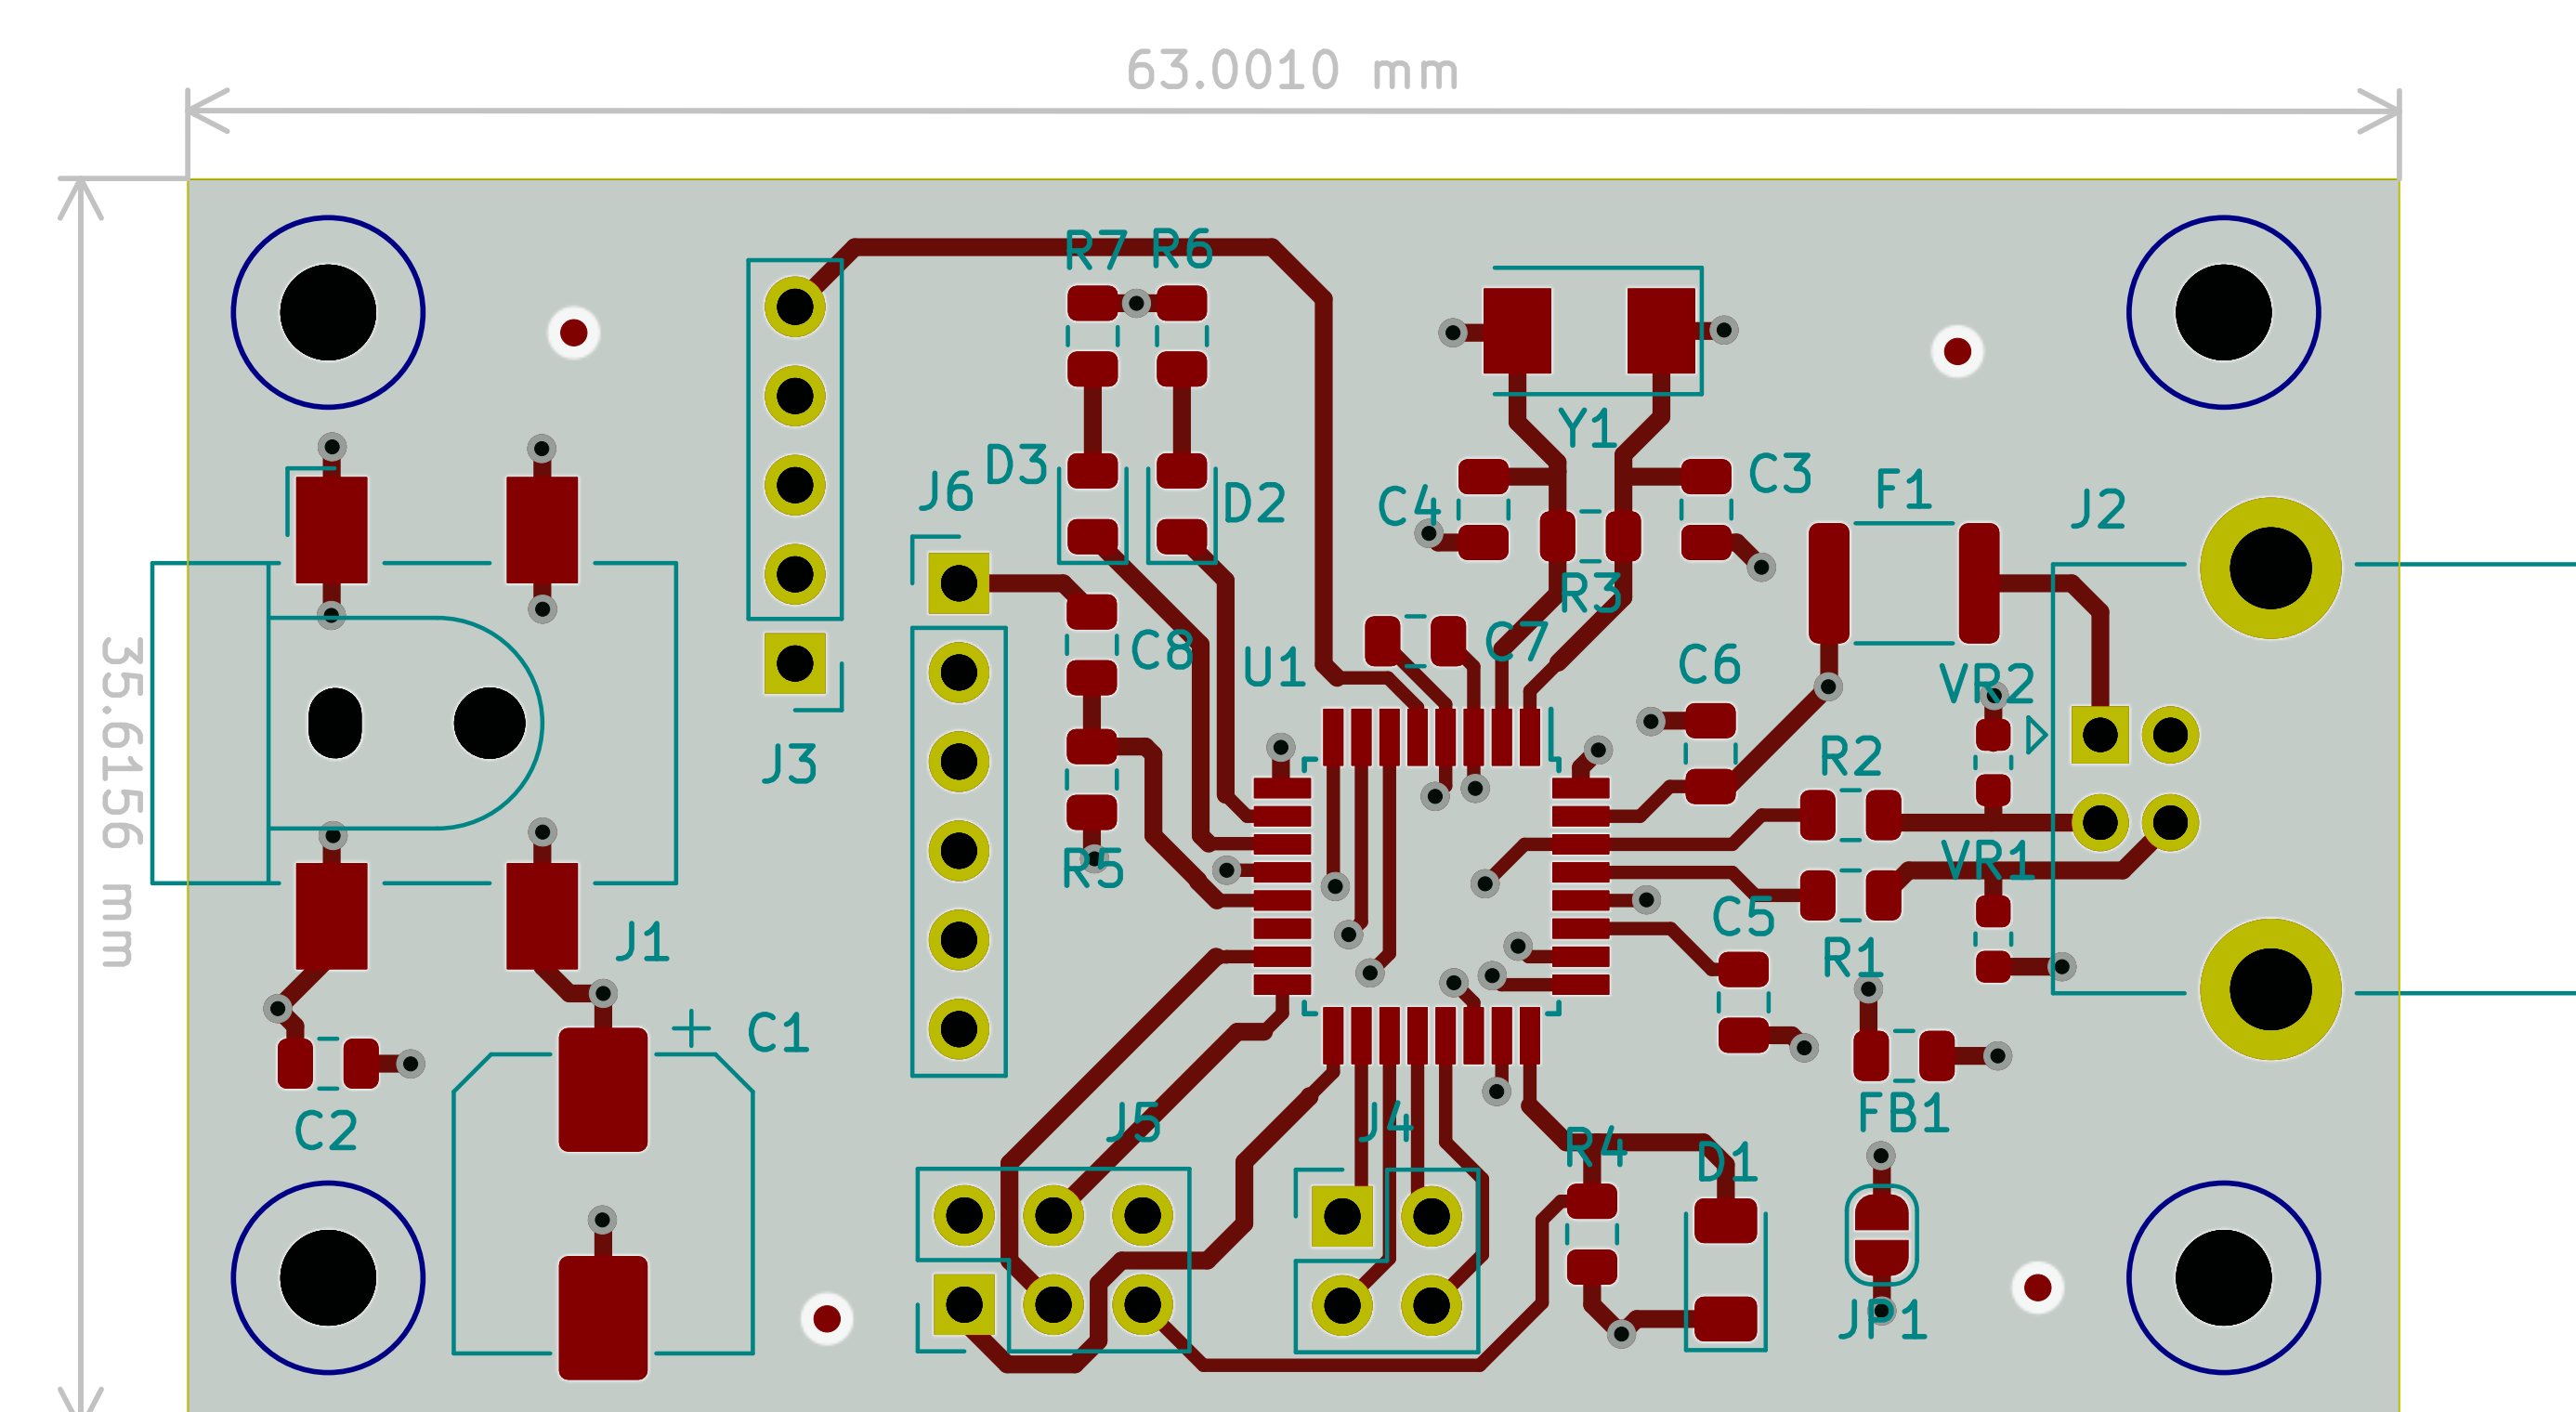 63.0010 mm
35.6156 mm
R7 R6
Y1
D3
J6
D2
C4
C3
F1
J2
R3
C8
U1
C7
C6
VR2
J3
R2
R5
VR1
C5
J1
R1
C1
+
C2
J5
J4
R4
D1
FB1
JP1